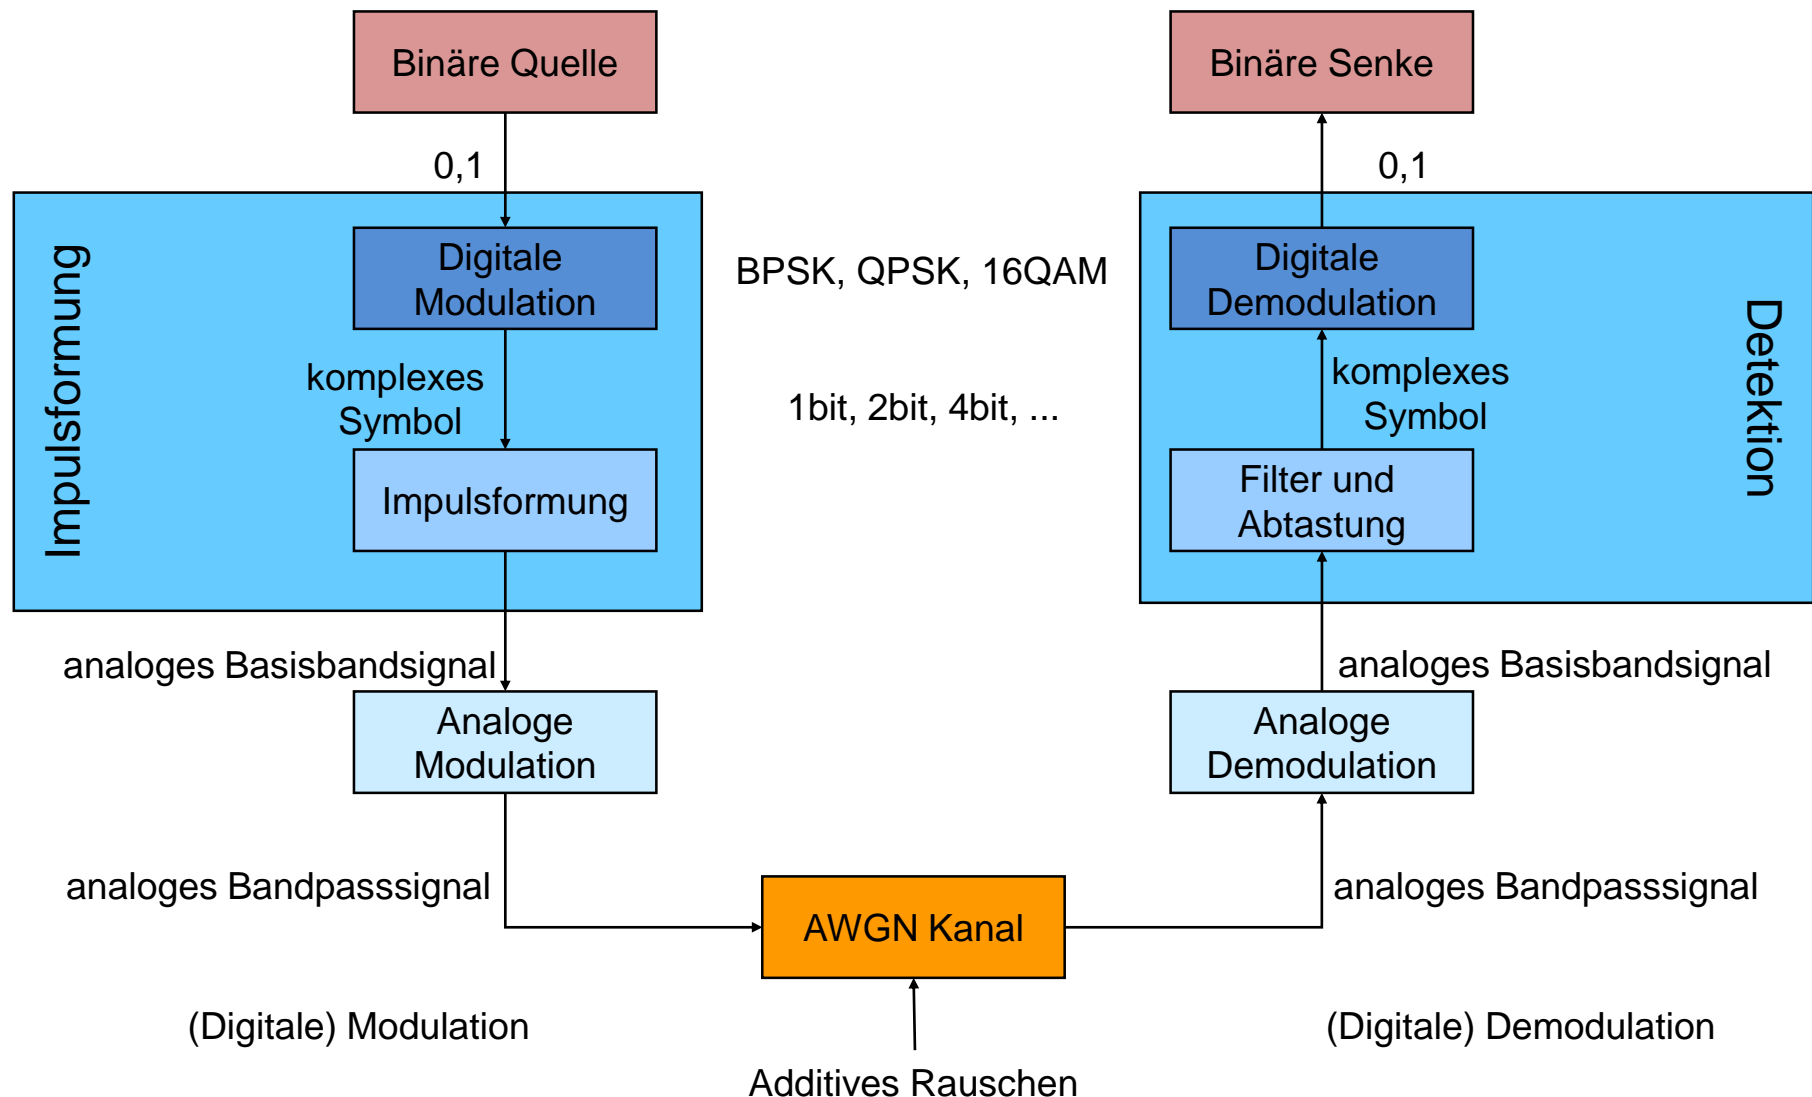 Binäre Quelle
0,1
Impulsformung
Digitale
Modulation
komplexes
Symbol
Impulsformung
analoges Basisbandsignal
Analoge
Modulation
analoges Bandpasssignal
(Digitale) Modulation
BPSK, QPSK, 16QAM
1bit, 2bit, 4bit, ...
AWGN Kanal
Additives Rauschen
Binäre Senke
0,1
Digitale
Demodulation
Detektion
komplexes
Symbol
Filter und
Abtastung
analoges Basisbandsignal
Analoge
Demodulation
analoges Bandpasssignal
(Digitale) Demodulation